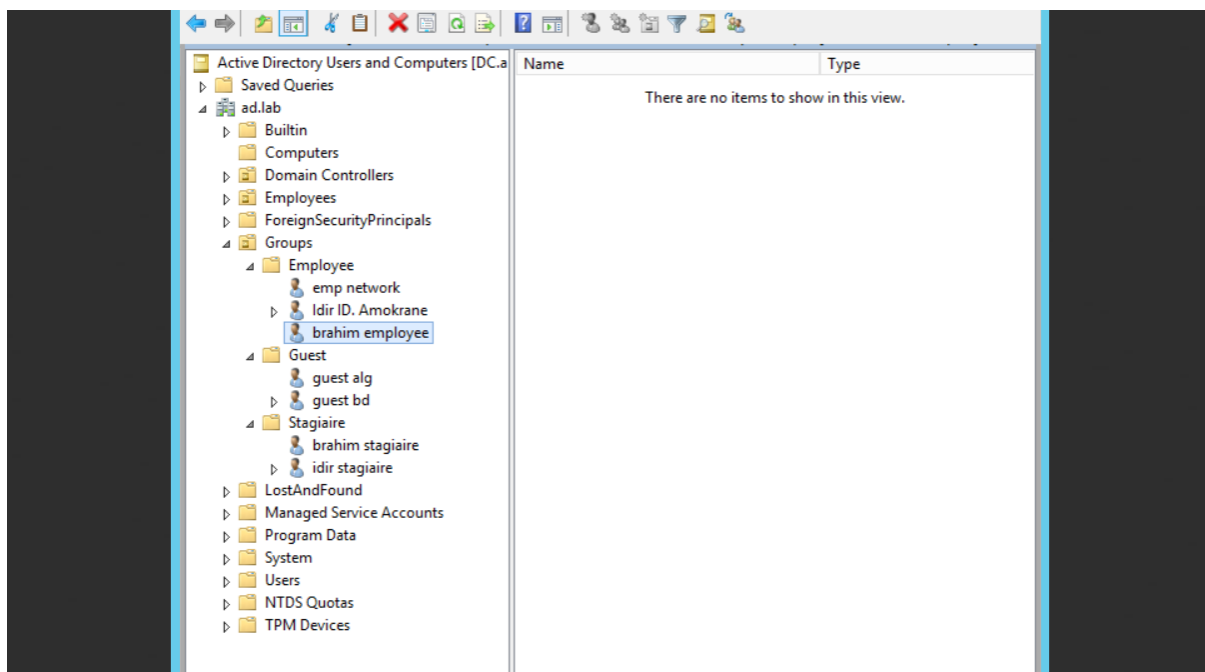 Active Directory Users and Computers [DC.a
Saved Queries
ad.lab
Builtin
Computers
Domain Controllers
Employees
ForeignSecurityPrincipals
Groups
Employee
emp network
Idir ID. Amokrane
brahim employee
Guest
guest alg
guest bd
Stagiaire
brahim stagiaire
idir stagiaire
LostAndFound
Managed Service Accounts
Program Data
System
Users
NTDS Quotas
TPM Devices
Name Type
There are no items to show in this view.